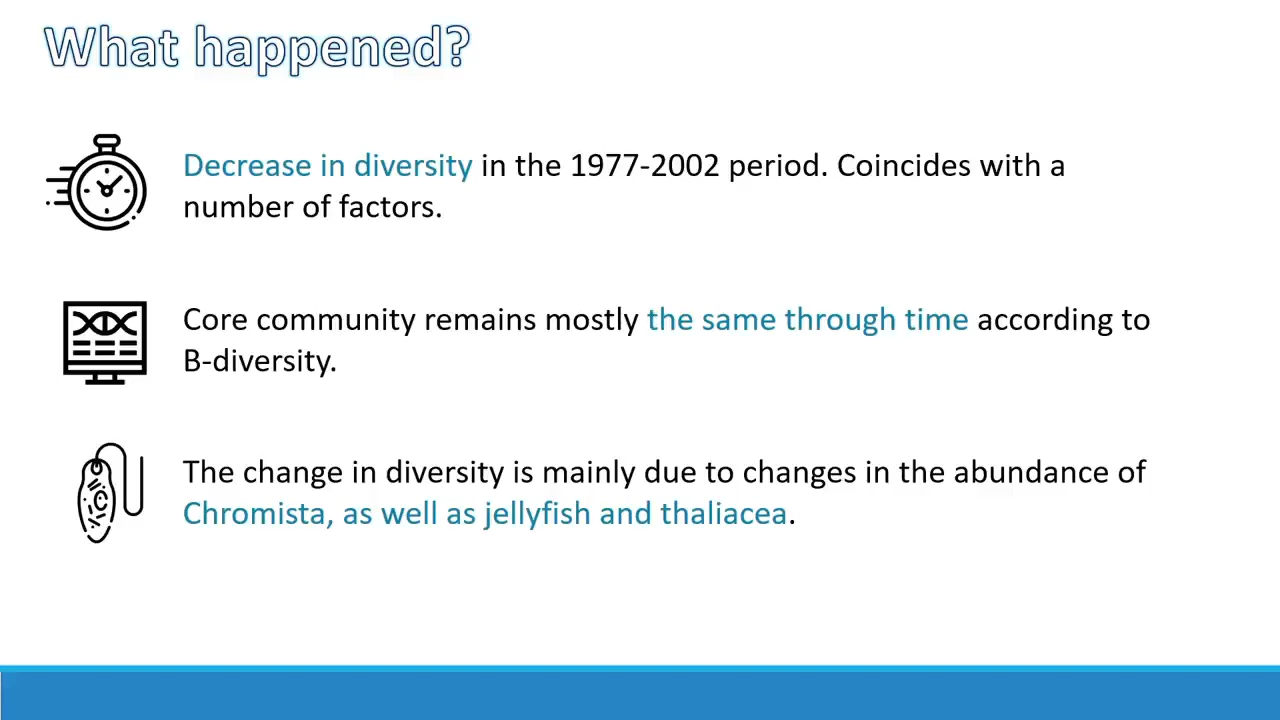 What happened?
Decrease in diversity in the 1977-2002 period. Coincides with a
number of factors.
Core community remains mostly the same through time according to
B-diversity.
The change in diversity is mainly due to changes in the abundance of
Chromista, as well as jellyfish and thaliacea.